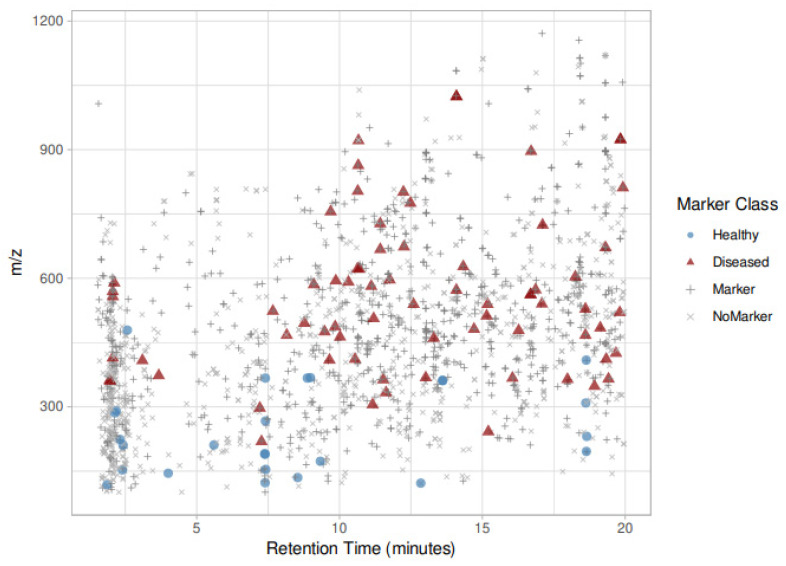 1200
900
600
300
m/z
5
10
15
20
Retention Time (minutes)
Marker Class
Healthy
Diseased
Marker
NoMarker